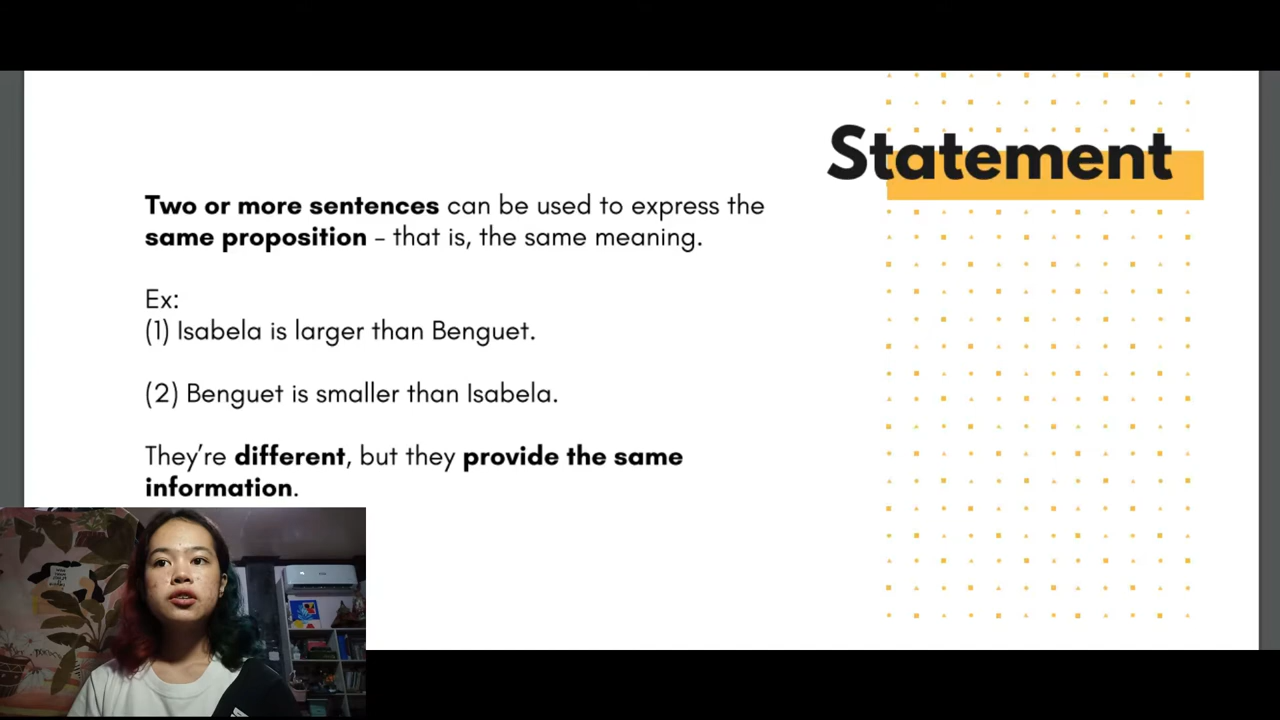 Statement
Two or more sentences can be used to express the
same proposition – that is, the same meaning.
Ex:
(1) Isabela is larger than Benguet.
(2) Benguet is smaller than Isabela.
They're different, but they provide the same
information.